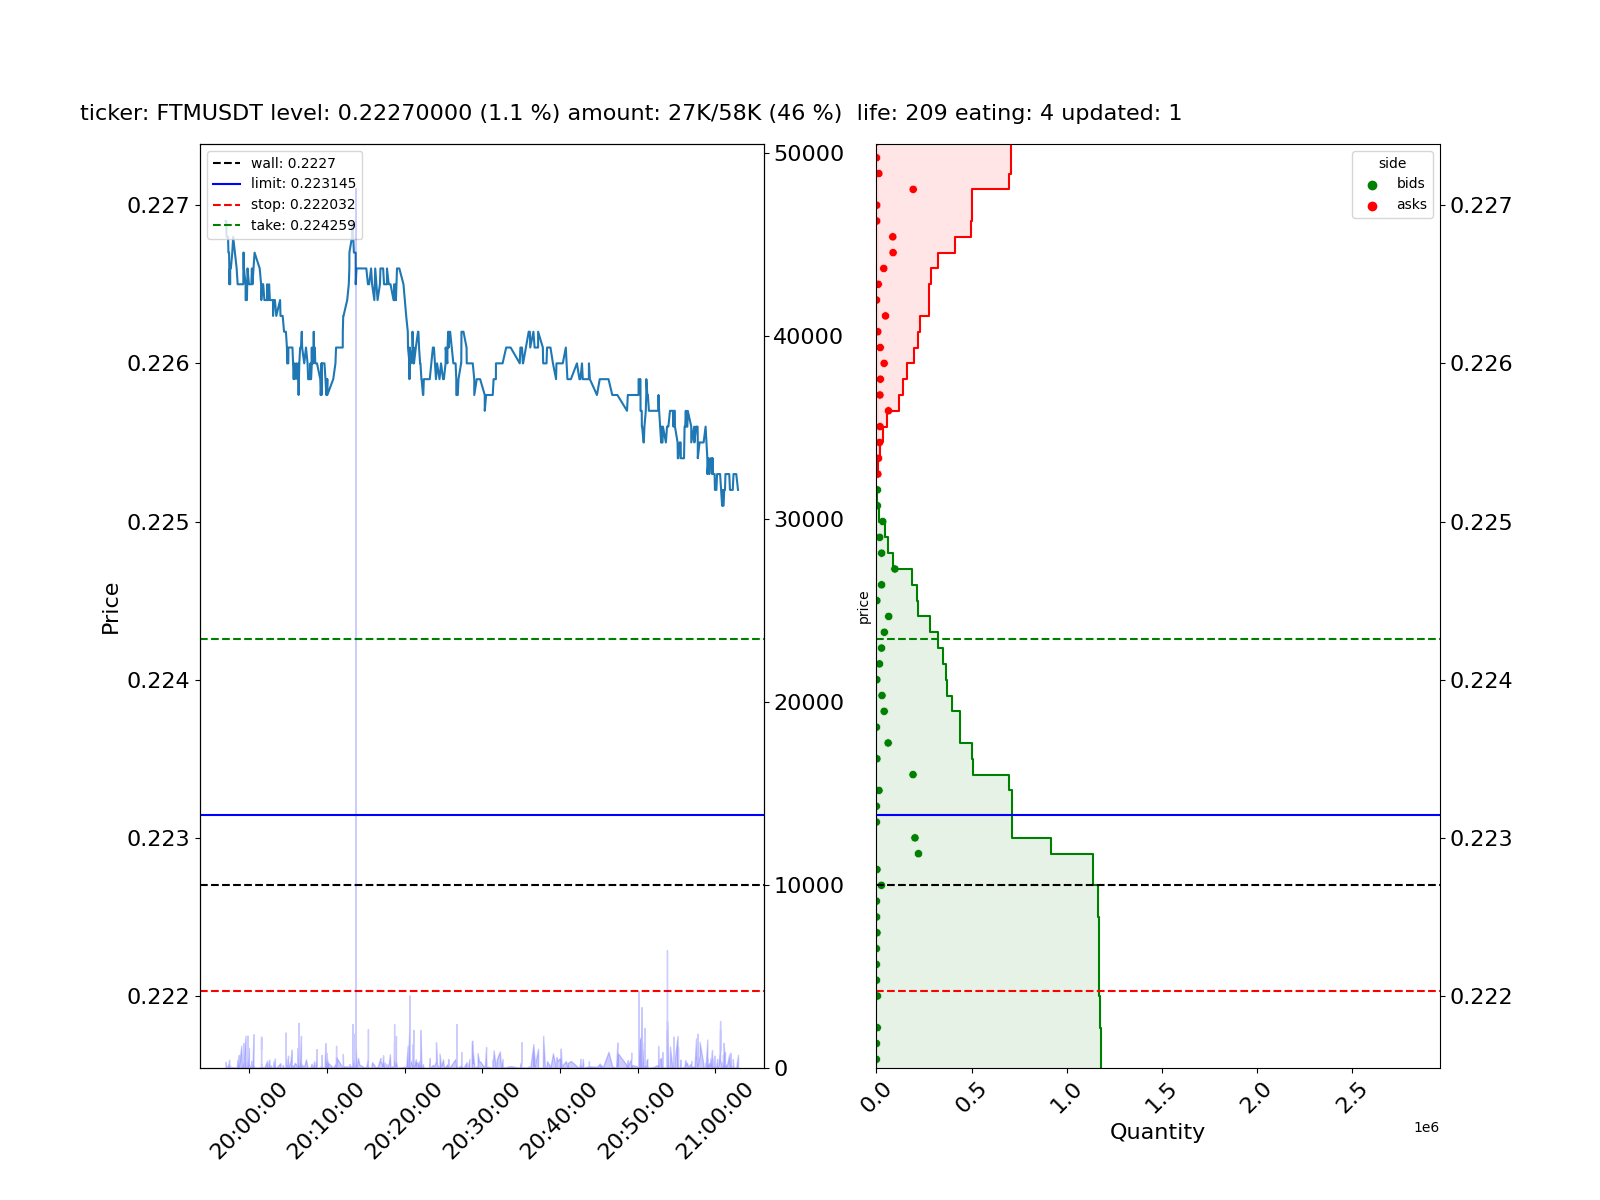 ticker: FTMUSDT level: 0.22270000 (1.1 %) amount: 27K/58K (46 %)  life: 209 eating: 4 updated: 1
wall: 0.2227
limit: 0.223145
stop: 0.222032
take: 0.224259
Price
0.227
0.226
0.225
0.224
0.223
0.222
50000
40000
30000
20000
10000
0
20:00:00
20:10:00
20:20:00
20:30:00
20:40:00
20:50:00
21:00:00
price
side
bids
asks
0.227
0.226
0.225
0.224
0.223
0.222
0.0
0.5
1.0
1.5
2.0
2.5
1e6
Quantity